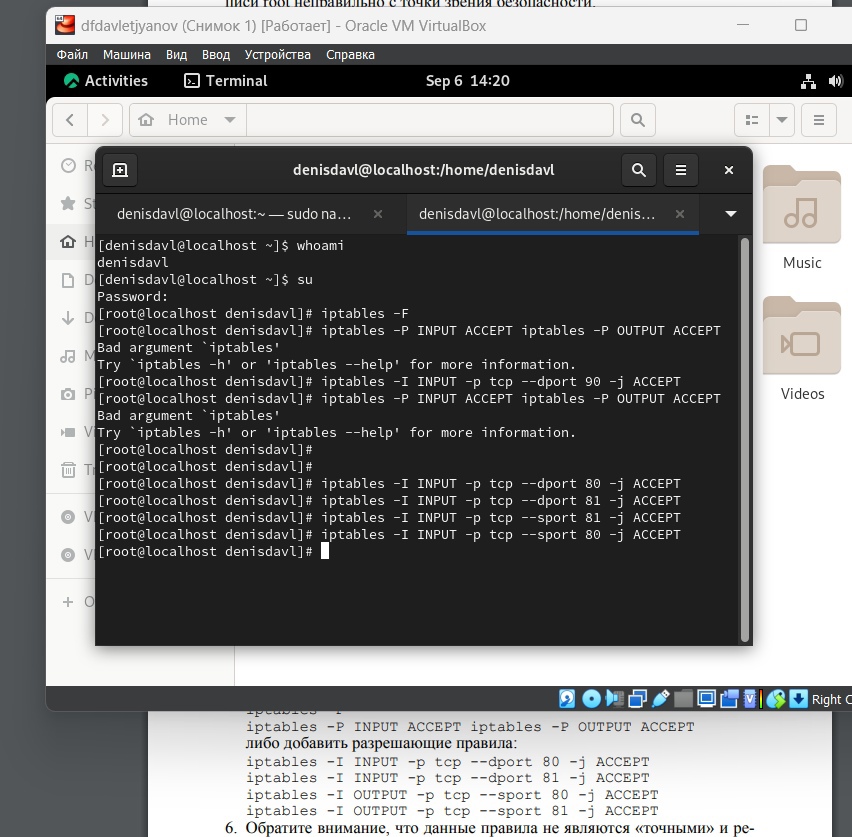 писи root неправильно с точки зрения безопасности.
dfdavletjyanov (Снимок 1) [Работает] - Oracle VM VirtualBox
Файл Машина Вид Ввод Устройства Справка
Activities Terminal Sep 6 14:20
Home
denisdavl@localhost:/home/denisdavl
denisdavl@localhost:~ — sudo na... denisdavl@localhost:/home/denis...
[denisdavl@localhost ~]$ whoami
denisdavl
[denisdavl@localhost ~]$ su
Password:
[root@localhost denisdavl]# iptables -F
[root@localhost denisdavl]# iptables -P INPUT ACCEPT iptables -P OUTPUT ACCEPT
Bad argument `iptables'
Try `iptables -h' or 'iptables --help' for more information.
[root@localhost denisdavl]# iptables -I INPUT -p tcp --dport 90 -j ACCEPT
[root@localhost denisdavl]# iptables -P INPUT ACCEPT iptables -P OUTPUT ACCEPT
Bad argument `iptables'
Try `iptables -h' or 'iptables --help' for more information.
[root@localhost denisdavl]#
[root@localhost denisdavl]#
[root@localhost denisdavl]# iptables -I INPUT -p tcp --dport 80 -j ACCEPT
[root@localhost denisdavl]# iptables -I INPUT -p tcp --dport 81 -j ACCEPT
[root@localhost denisdavl]# iptables -I INPUT -p tcp --sport 81 -j ACCEPT
[root@localhost denisdavl]# iptables -I INPUT -p tcp --sport 80 -j ACCEPT
[root@localhost denisdavl]#
Music
Videos
Right C
iptables -P INPUT ACCEPT iptables -P OUTPUT ACCEPT
либо добавить разрешающие правила:
iptables -I INPUT -p tcp --dport 80 -j ACCEPT
iptables -I INPUT -p tcp --dport 81 -j ACCEPT
iptables -I OUTPUT -p tcp --sport 80 -j ACCEPT
iptables -I OUTPUT -p tcp --sport 81 -j ACCEPT
6. Обратите внимание, что данные правила не являются «точными» и ре-